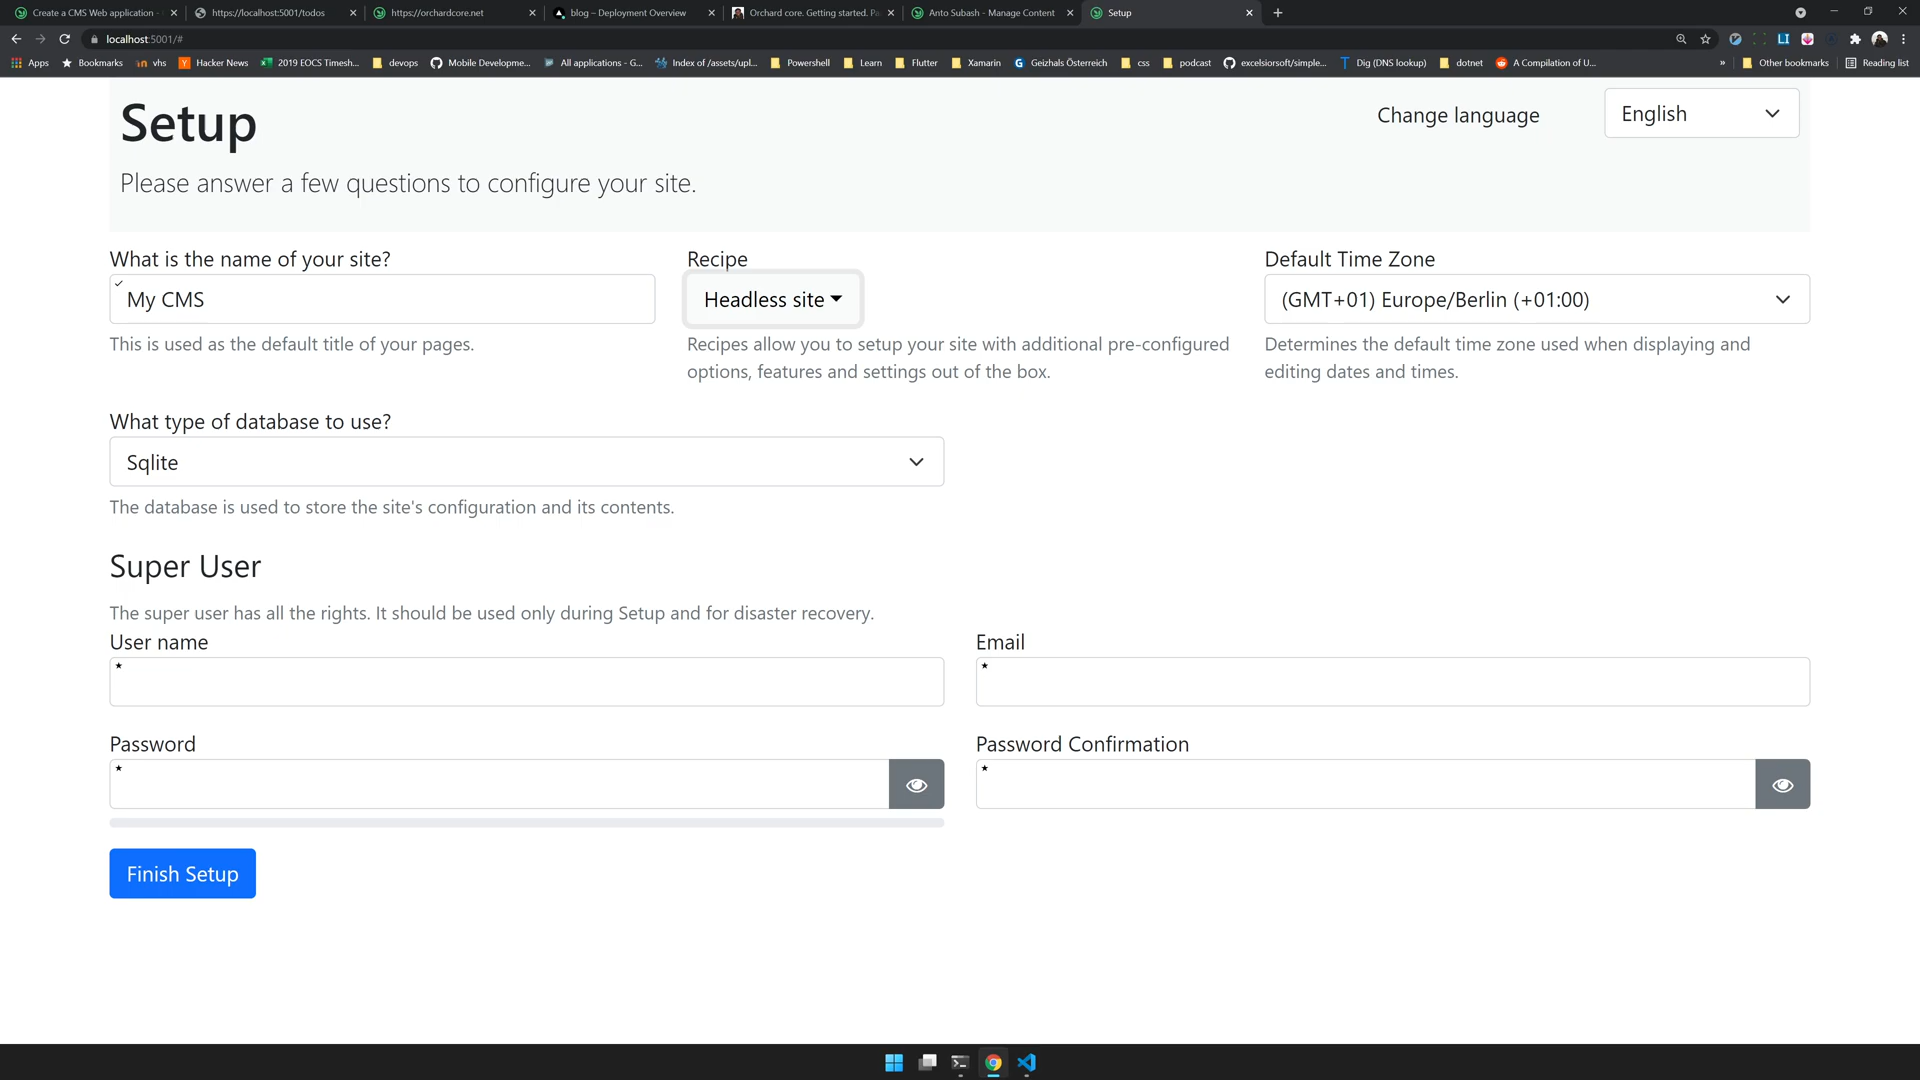 Create a CMS Web application -
https://localhost:5001/todos
https://orchardcore.net
blog – Deployment Overview
Orchard core. Getting started. Pa
Anto Subash - Manage Content
Setup
localhost:5001/#
Apps
Bookmarks
vhs
Hacker News
2019 EOCS Timesh...
devops
Mobile Developme...
All applications - G...
Index of /assets/upl...
Powershell
Learn
Flutter
Xamarin
Geizhals Österreich
css
podcast
excelsiorsoft/simple...
Dig (DNS lookup)
dotnet
A Compilation of U...
»
Other bookmarks
Reading list
Setup
Change language
English
Please answer a few questions to configure your site.
What is the name of your site?
Recipe
Default Time Zone
My CMS
Headless site
(GMT+01) Europe/Berlin (+01:00)
This is used as the default title of your pages.
Recipes allow you to setup your site with additional pre-configured
options, features and settings out of the box.
Determines the default time zone used when displaying and
editing dates and times.
What type of database to use?
Sqlite
The database is used to store the site's configuration and its contents.
Super User
The super user has all the rights. It should be used only during Setup and for disaster recovery.
User name
Email
*
*
Password
Password Confirmation
*
*
Finish Setup